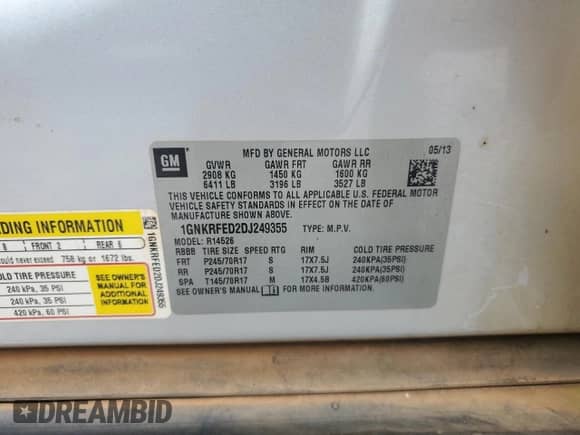 GM
MFD BY GENERAL MOTORS LLC
05/13
GVWR GAWR FRT GAWR RR
2908 KG 1450 KG 1600 KG
6411 LB 3196 LB 3527 LB
THIS VEHICLE CONFORMS TO ALL APPLICABLE U.S. FEDERAL MOTOR
VEHICLE SAFETY STANDARDS IN EFFECT ON THE DATE OF
MANUFACTURE SHOWN ABOVE.
1GNKRFED2DJ249355 TYPE: M.P.V.
MODEL: R14526
RBBB TIRE SIZE SPEED RTG RIM COLD TIRE PRESSURE
FRT P245/70R17 S 17X7.5J 240KPA(35PSI)
RR P245/70R17 S 17X7.5J 240KPA(35PSI)
SPA T145/70R17 M 17X4.5B 420KPA(60PSI)
SEE OWNER'S MANUAL FOR MORE INFORMATION.
DING INFORMATION
8 FRONT 2 REAR 6
ould never exceed 758 kg or 1672 lbs.
COLD TIRE PRESSURE
240 kPa, 35 PSI
240 kPa, 35 PSI
420 kPa, 60 PSI
SEE OWNER'S
MANUAL FOR
ADDITIONAL
INFORMATION
1GNKRFED2DJ249355
DREAMBID